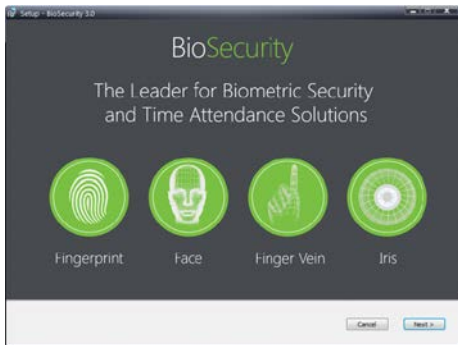 Setup - BioSecurity 3.0
BioSecurity
The Leader for Biometric Security
and Time Attendance Solutions
Fingerprint
Face
Finger Vein
Iris
Cancel
Next >